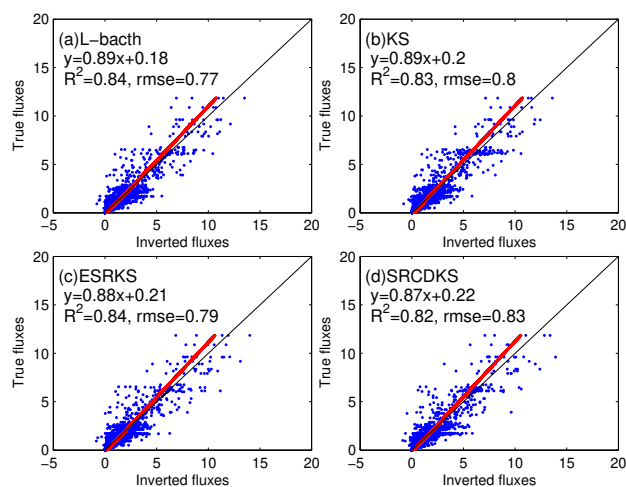 20
15
10
5
0
True fluxes
(a)L−bacth
y=0.89x+0.18
R²=0.84, rmse=0.77
−5 0 5 10 15 20
Inverted fluxes
20
15
10
5
0
True fluxes
(b)KS
y=0.89x+0.2
R²=0.83, rmse=0.8
−5 0 5 10 15 20
Inverted fluxes
20
15
10
5
0
True fluxes
(c)ESRKS
y=0.88x+0.21
R²=0.84, rmse=0.79
−5 0 5 10 15 20
Inverted fluxes
20
15
10
5
0
True fluxes
(d)SRCDKS
y=0.87x+0.22
R²=0.82, rmse=0.83
−5 0 5 10 15 20
Inverted fluxes